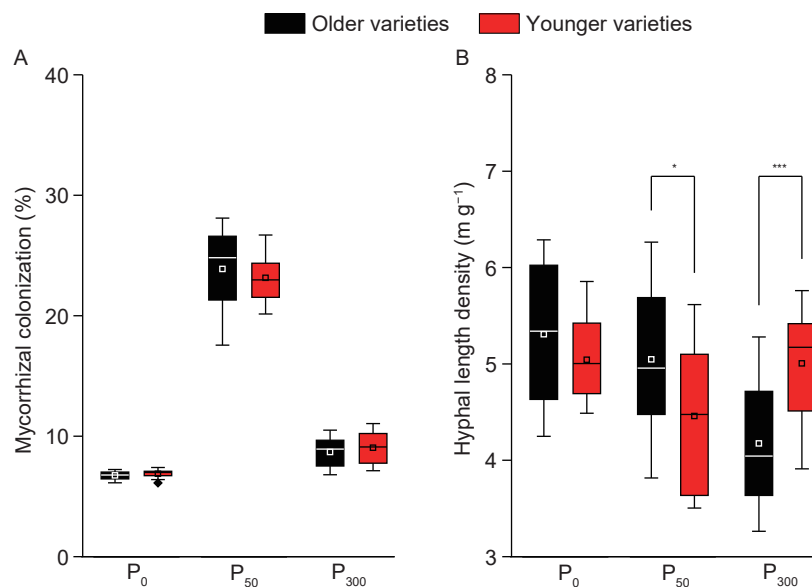 Older varieties Younger varieties
A
Mycorrhizal colonization (%)
40
30
20
10
0
P0 P50 P300
B
Hyphal length density (m g−1)
8
7
6
5
4
3
* ***
P0 P50 P300